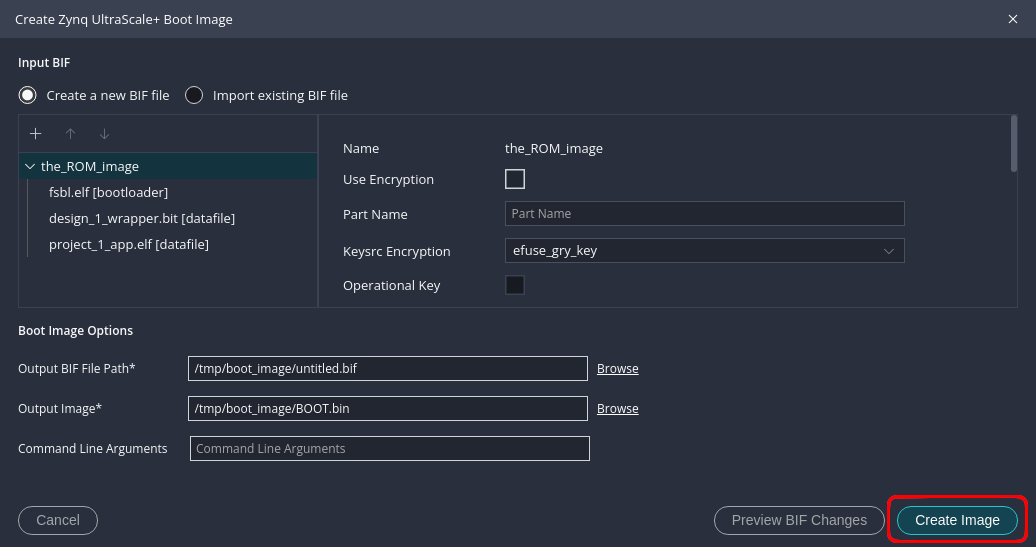 Create Zynq UltraScale+ Boot Image
Input BIF
Create a new BIF file Import existing BIF file
the_ROM_image
fsbl.elf [bootloader]
design_1_wrapper.bit [datafile]
project_1_app.elf [datafile]
Name the_ROM_image
Use Encryption
Part Name Part Name
Keysrc Encryption efuse_gry_key
Operational Key
Boot Image Options
Output BIF File Path* /tmp/boot_image/untitled.bif Browse
Output Image* /tmp/boot_image/BOOT.bin Browse
Command Line Arguments Command Line Arguments
Cancel Preview BIF Changes Create Image